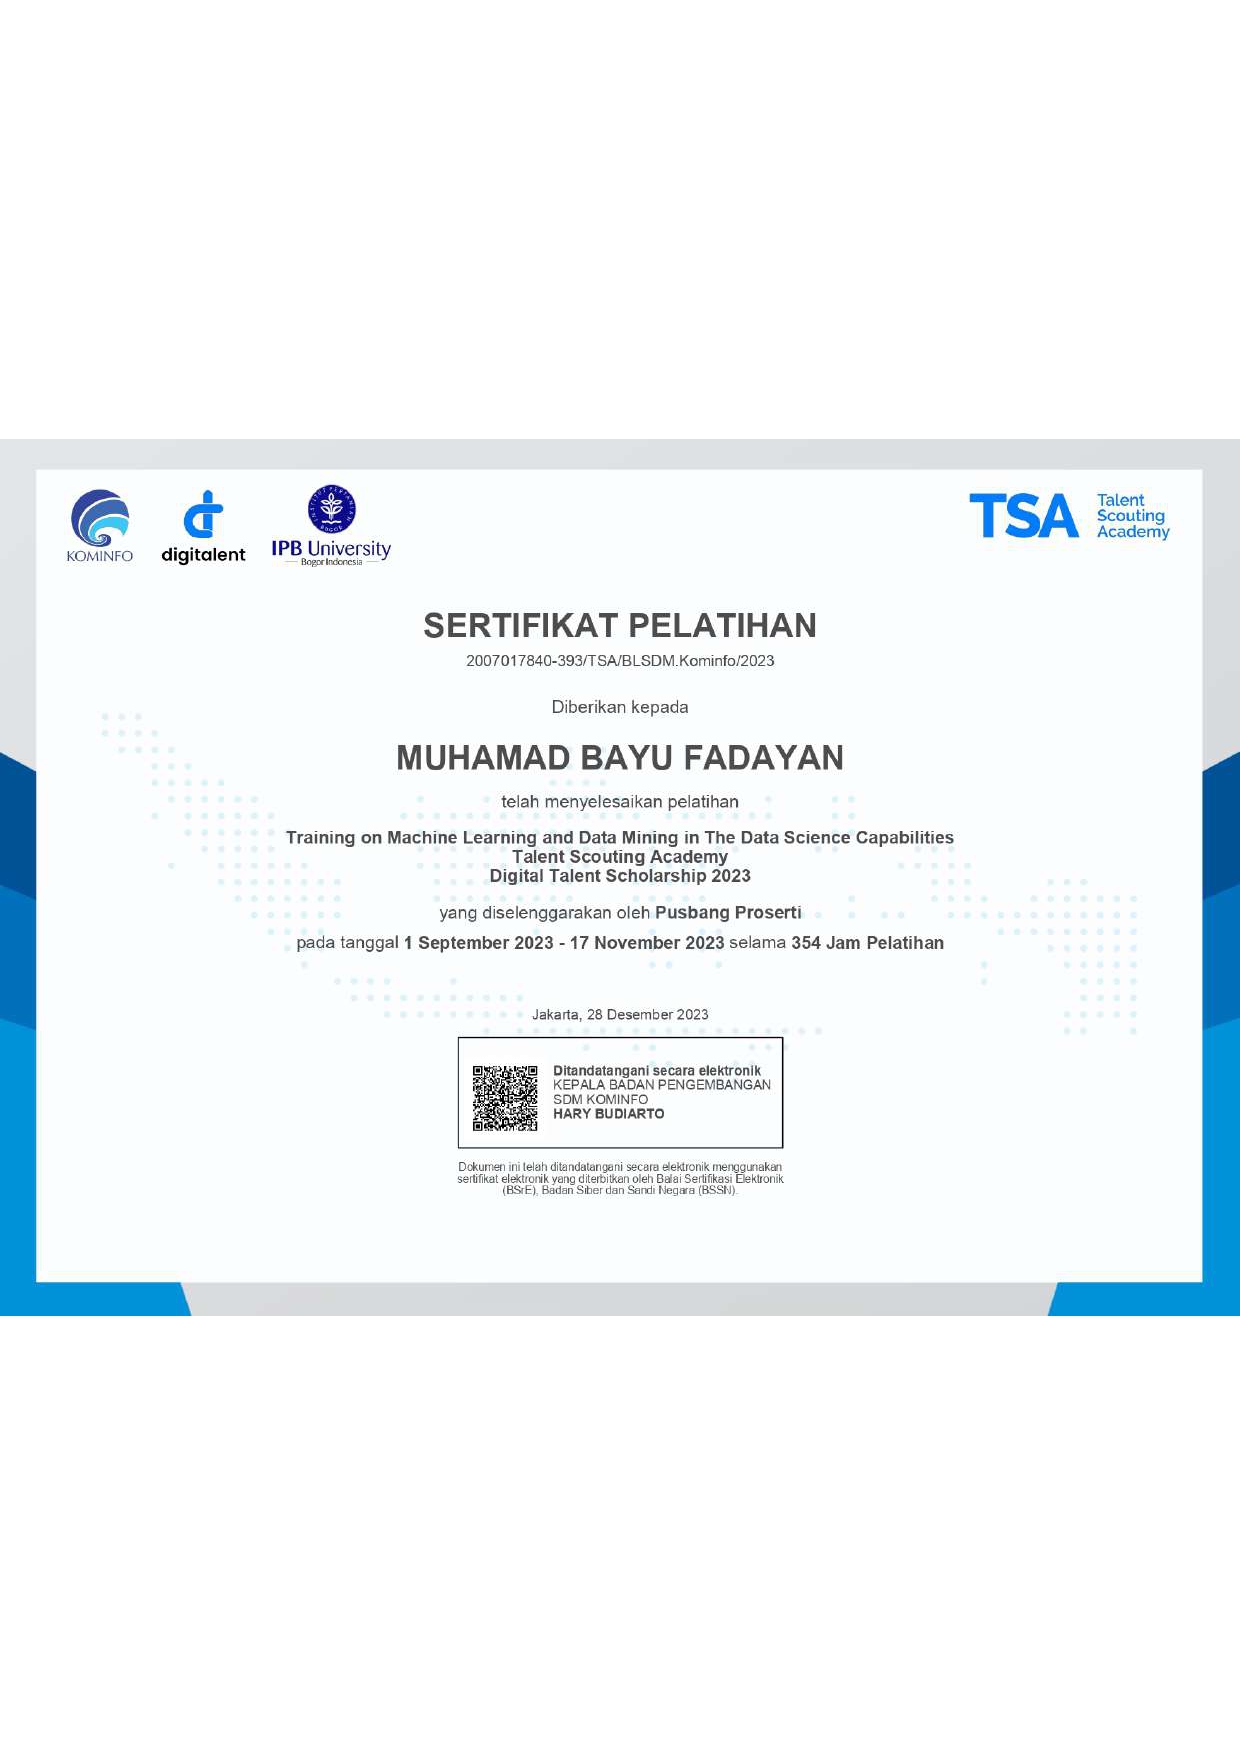 KOMINFO
digitalent
INSTITUT PERTANIAN BOGOR
IPB University
Bogor Indonesia
TSA
Talent
Scouting
Academy
SERTIFIKAT PELATIHAN
2007017840-393/TSA/BLSDM.Kominfo/2023
Diberikan kepada
MUHAMAD BAYU FADAYAN
telah menyelesaikan pelatihan
Training on Machine Learning and Data Mining in The Data Science Capabilities
Talent Scouting Academy
Digital Talent Scholarship 2023
yang diselenggarakan oleh Pusbang Proserti
pada tanggal 1 September 2023 - 17 November 2023 selama 354 Jam Pelatihan
Jakarta, 28 Desember 2023
Ditandatangani secara elektronik
KEPALA BADAN PENGEMBANGAN
SDM KOMINFO
HARY BUDIARTO
Dokumen ini telah ditandatangani secara elektronik menggunakan
sertifikat elektronik yang diterbitkan oleh Balai Sertifikasi Elektronik
(BSrE), Badan Siber dan Sandi Negara (BSSN).